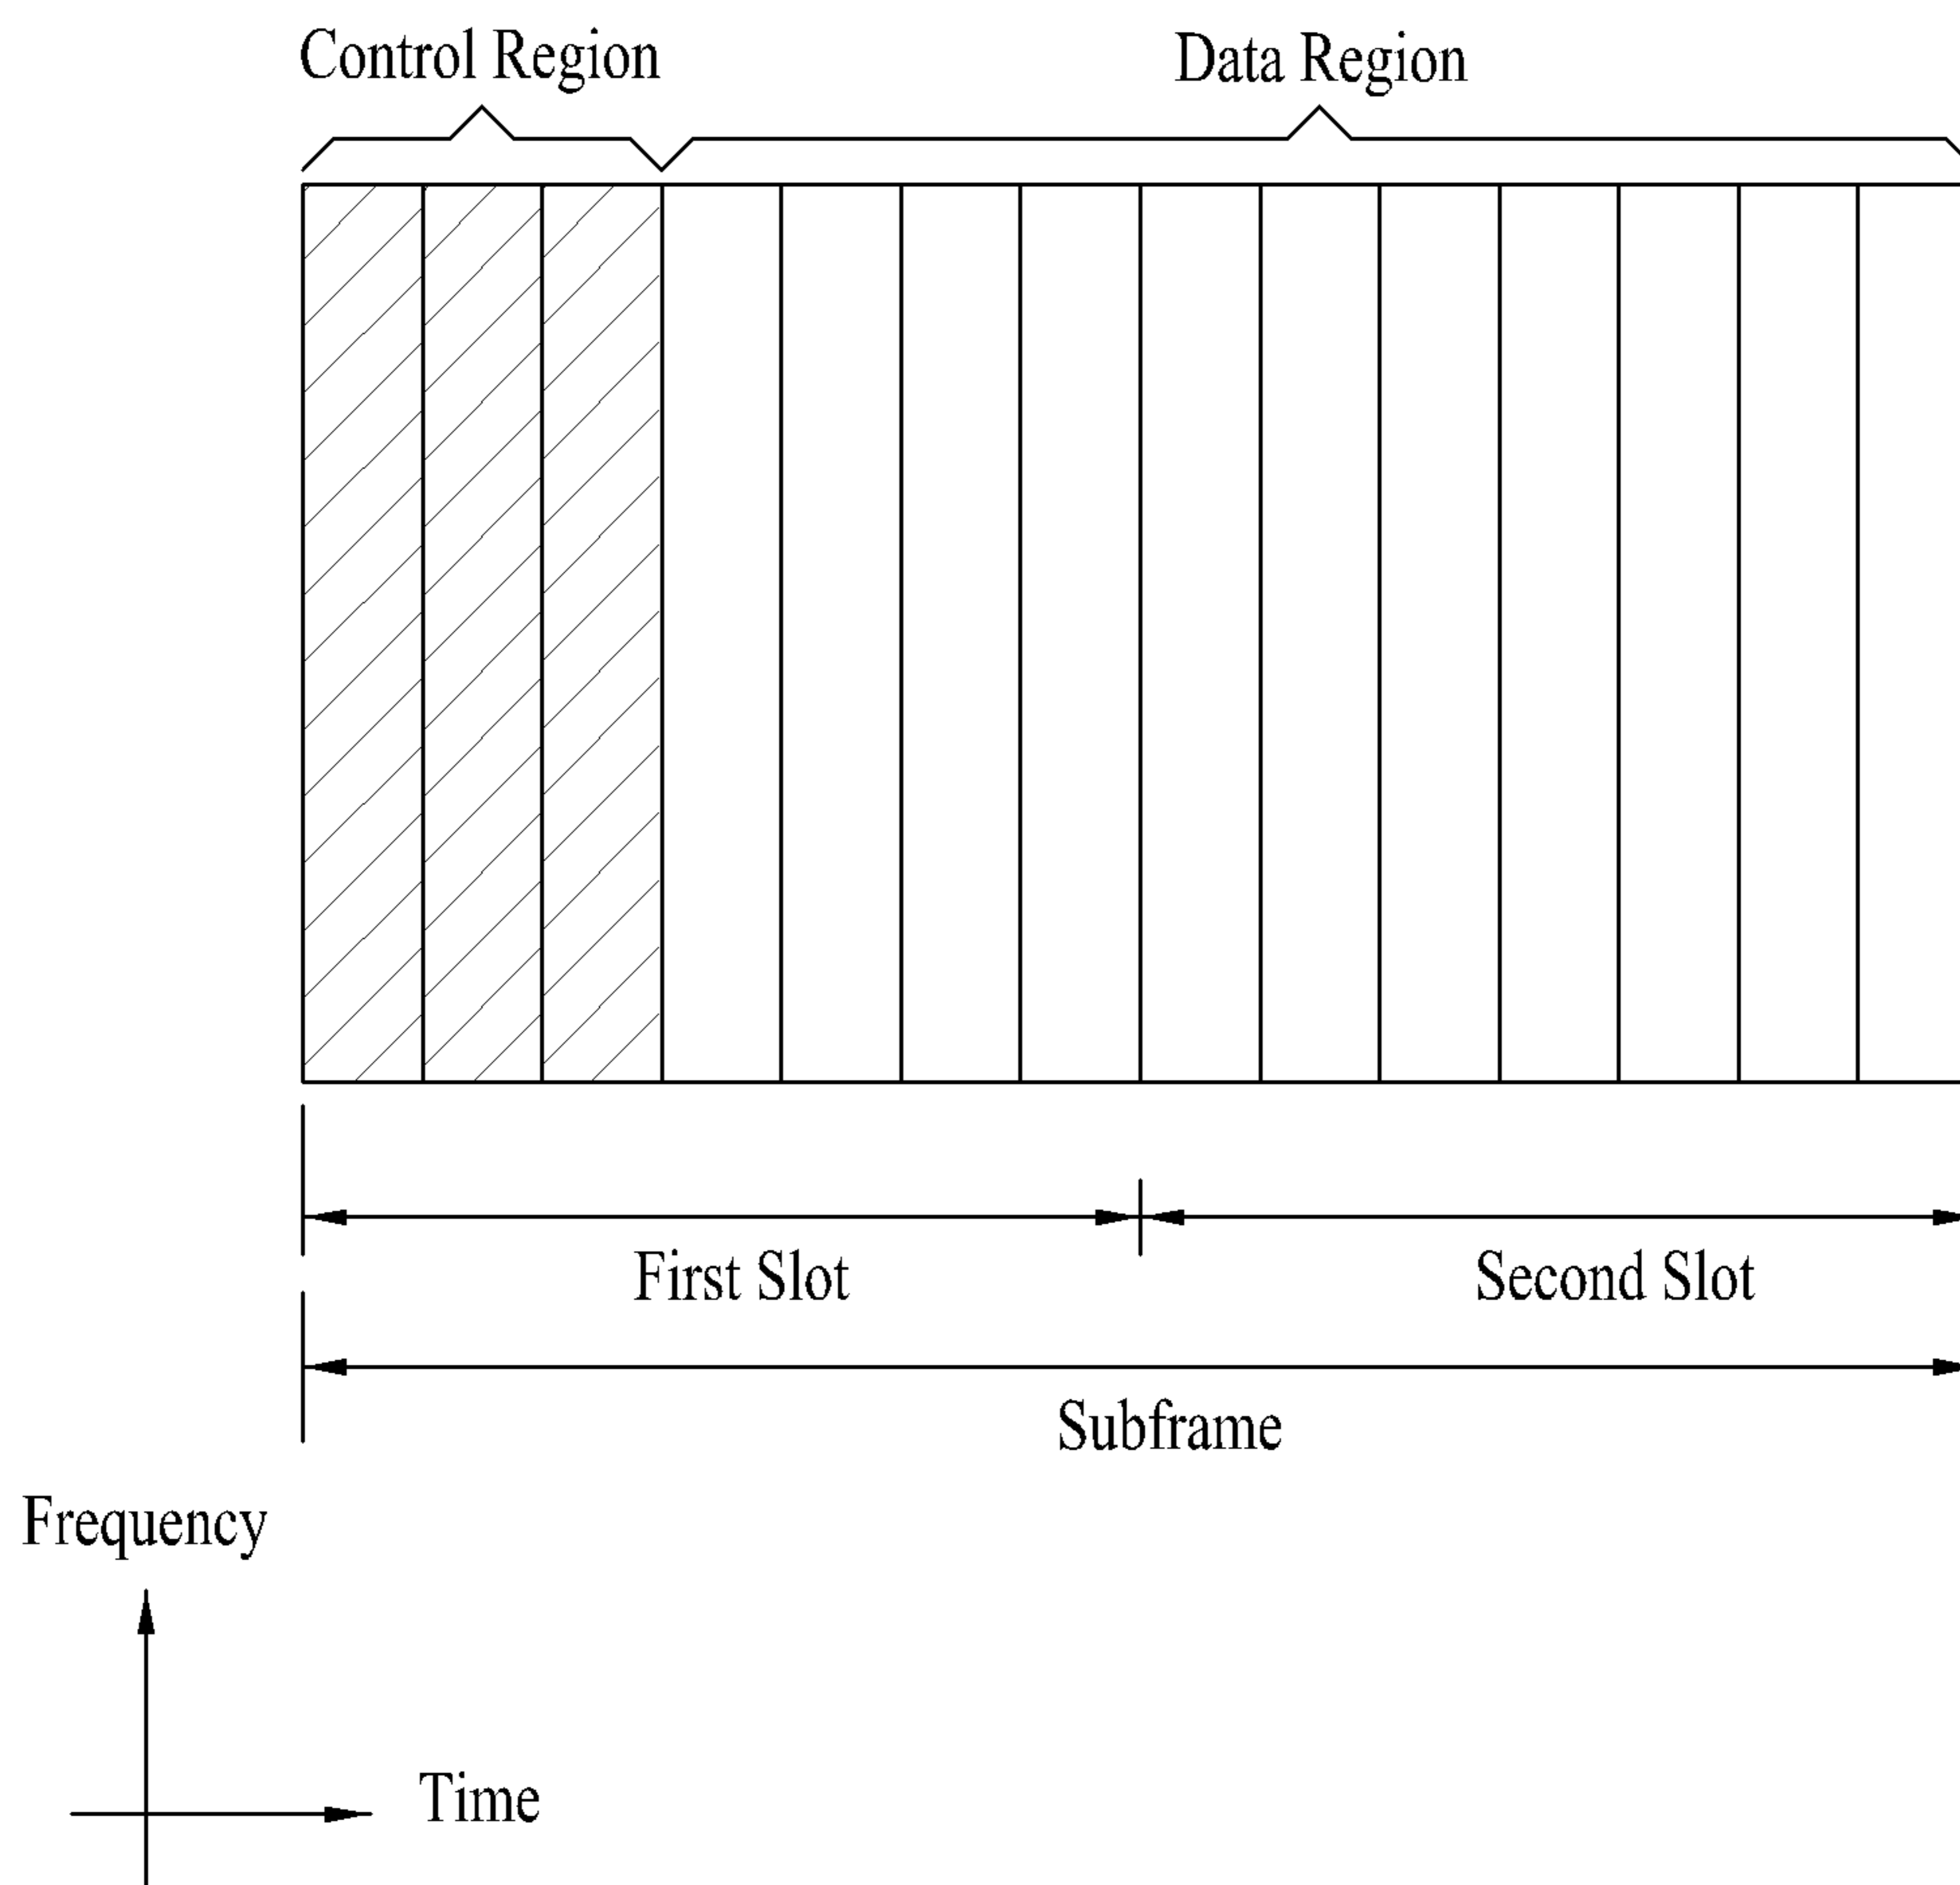 Control Region
Data Region
First Slot
Second Slot
Subframe
Frequency
Time